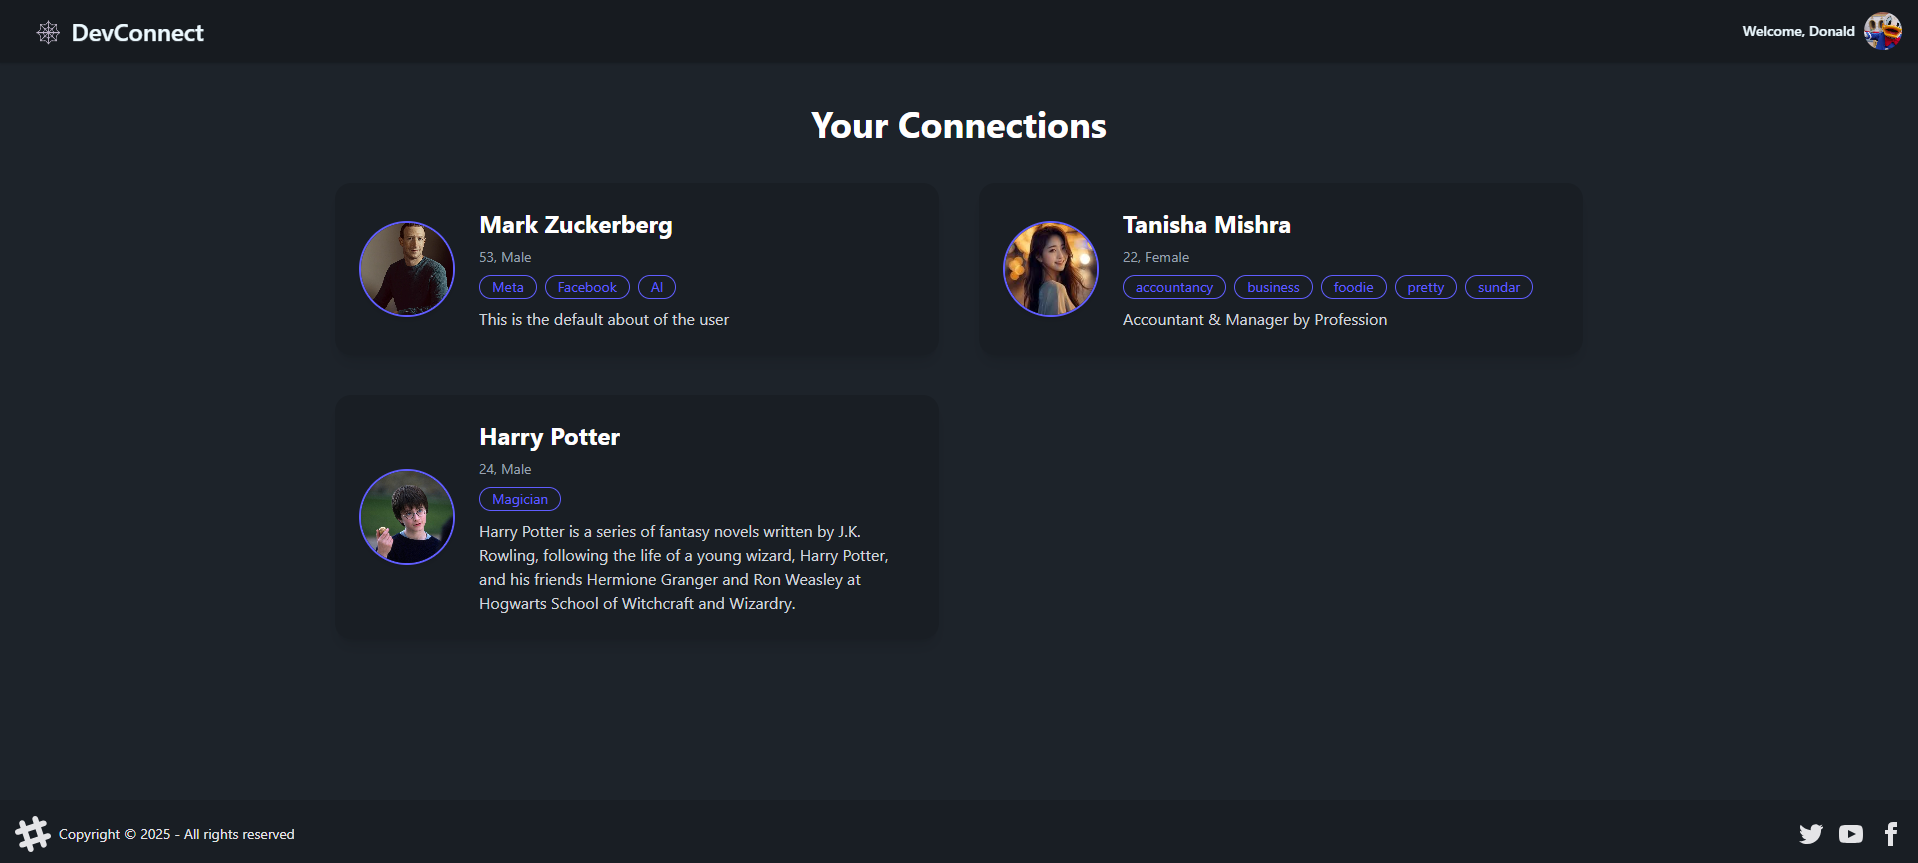 DevConnect
Welcome, Donald
Your Connections
Mark Zuckerberg
53, Male
Meta Facebook AI
This is the default about of the user
Tanisha Mishra
22, Female
accountancy business foodie pretty sundar
Accountant & Manager by Profession
Harry Potter
24, Male
Magician
Harry Potter is a series of fantasy novels written by J.K.
Rowling, following the life of a young wizard, Harry Potter,
and his friends Hermione Granger and Ron Weasley at
Hogwarts School of Witchcraft and Wizardry.
Copyright © 2025 - All rights reserved